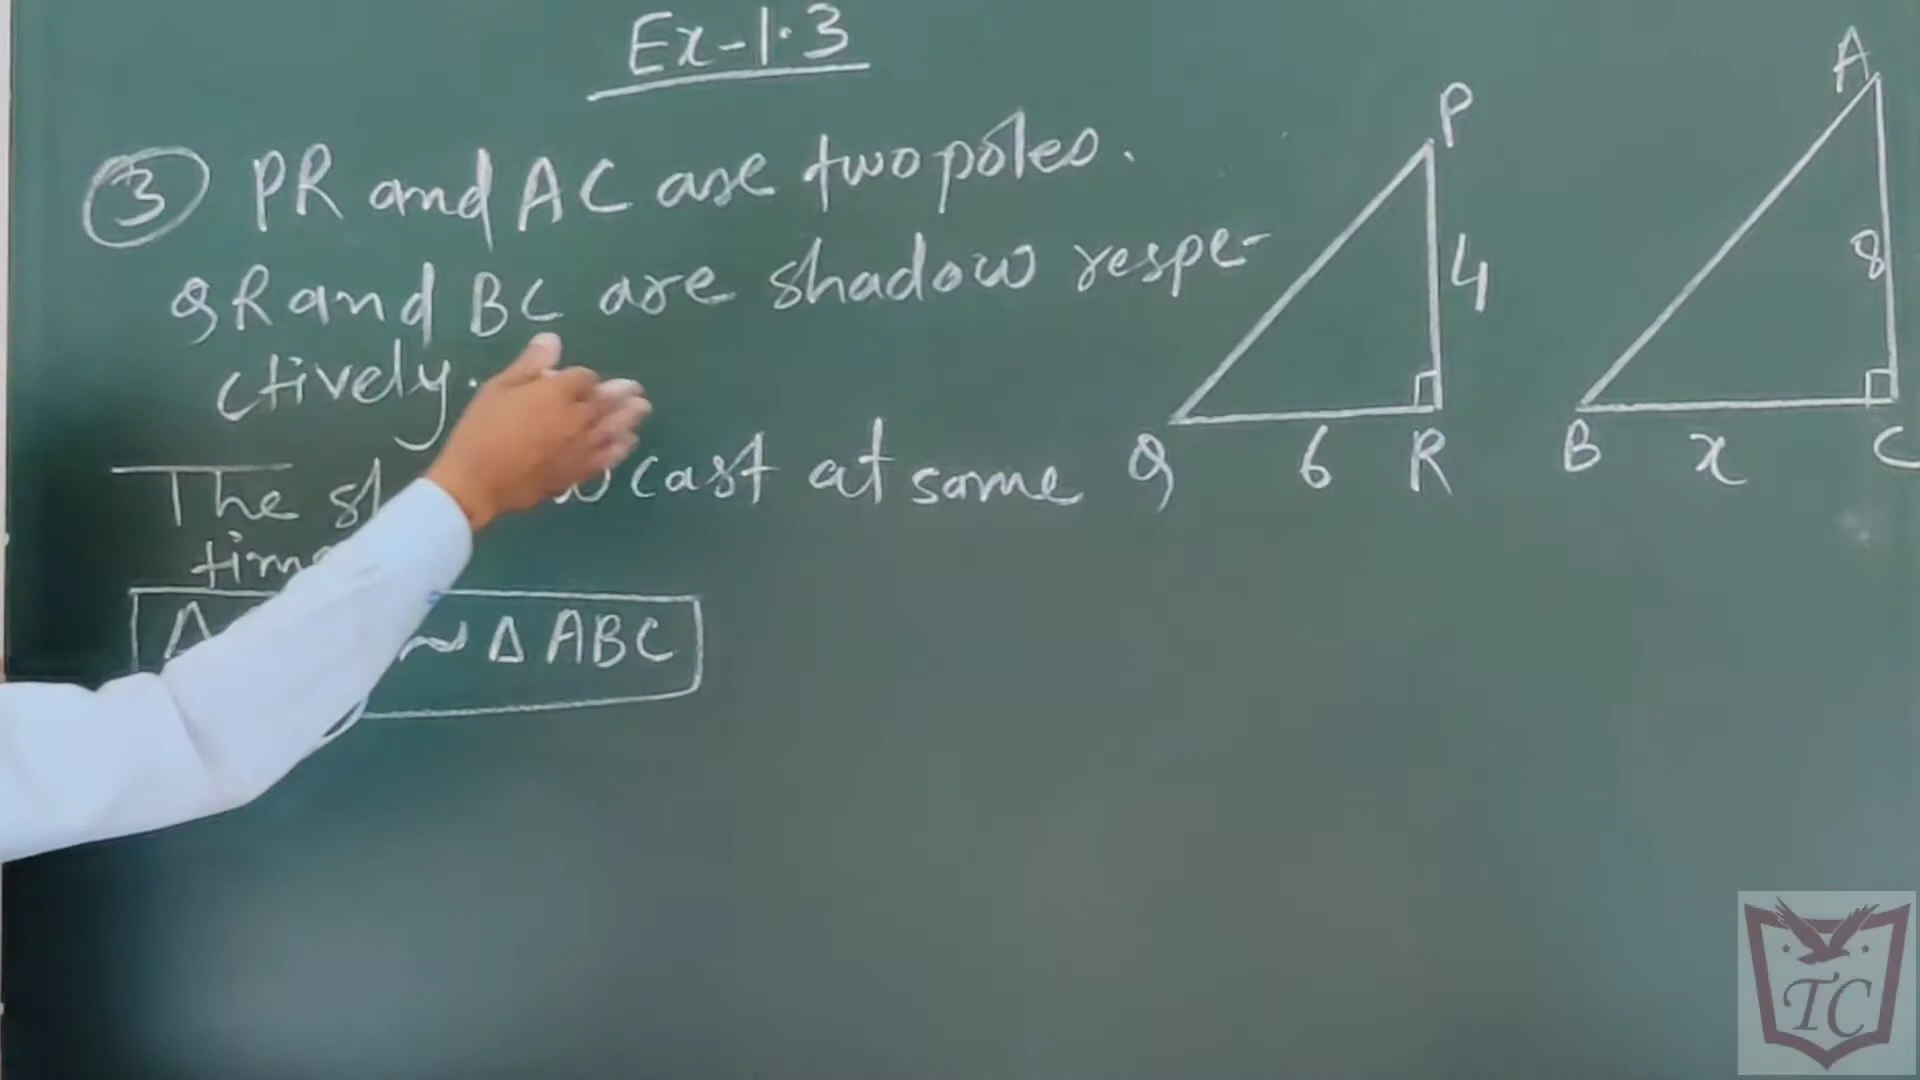 Ex-1.3
③ PR and AC are two poles.
QR and BC are shadow respe-
ctively.
The cast at same
Δ ~ Δ ABC
P
4
Q 6 R
A
8
B x C
TC